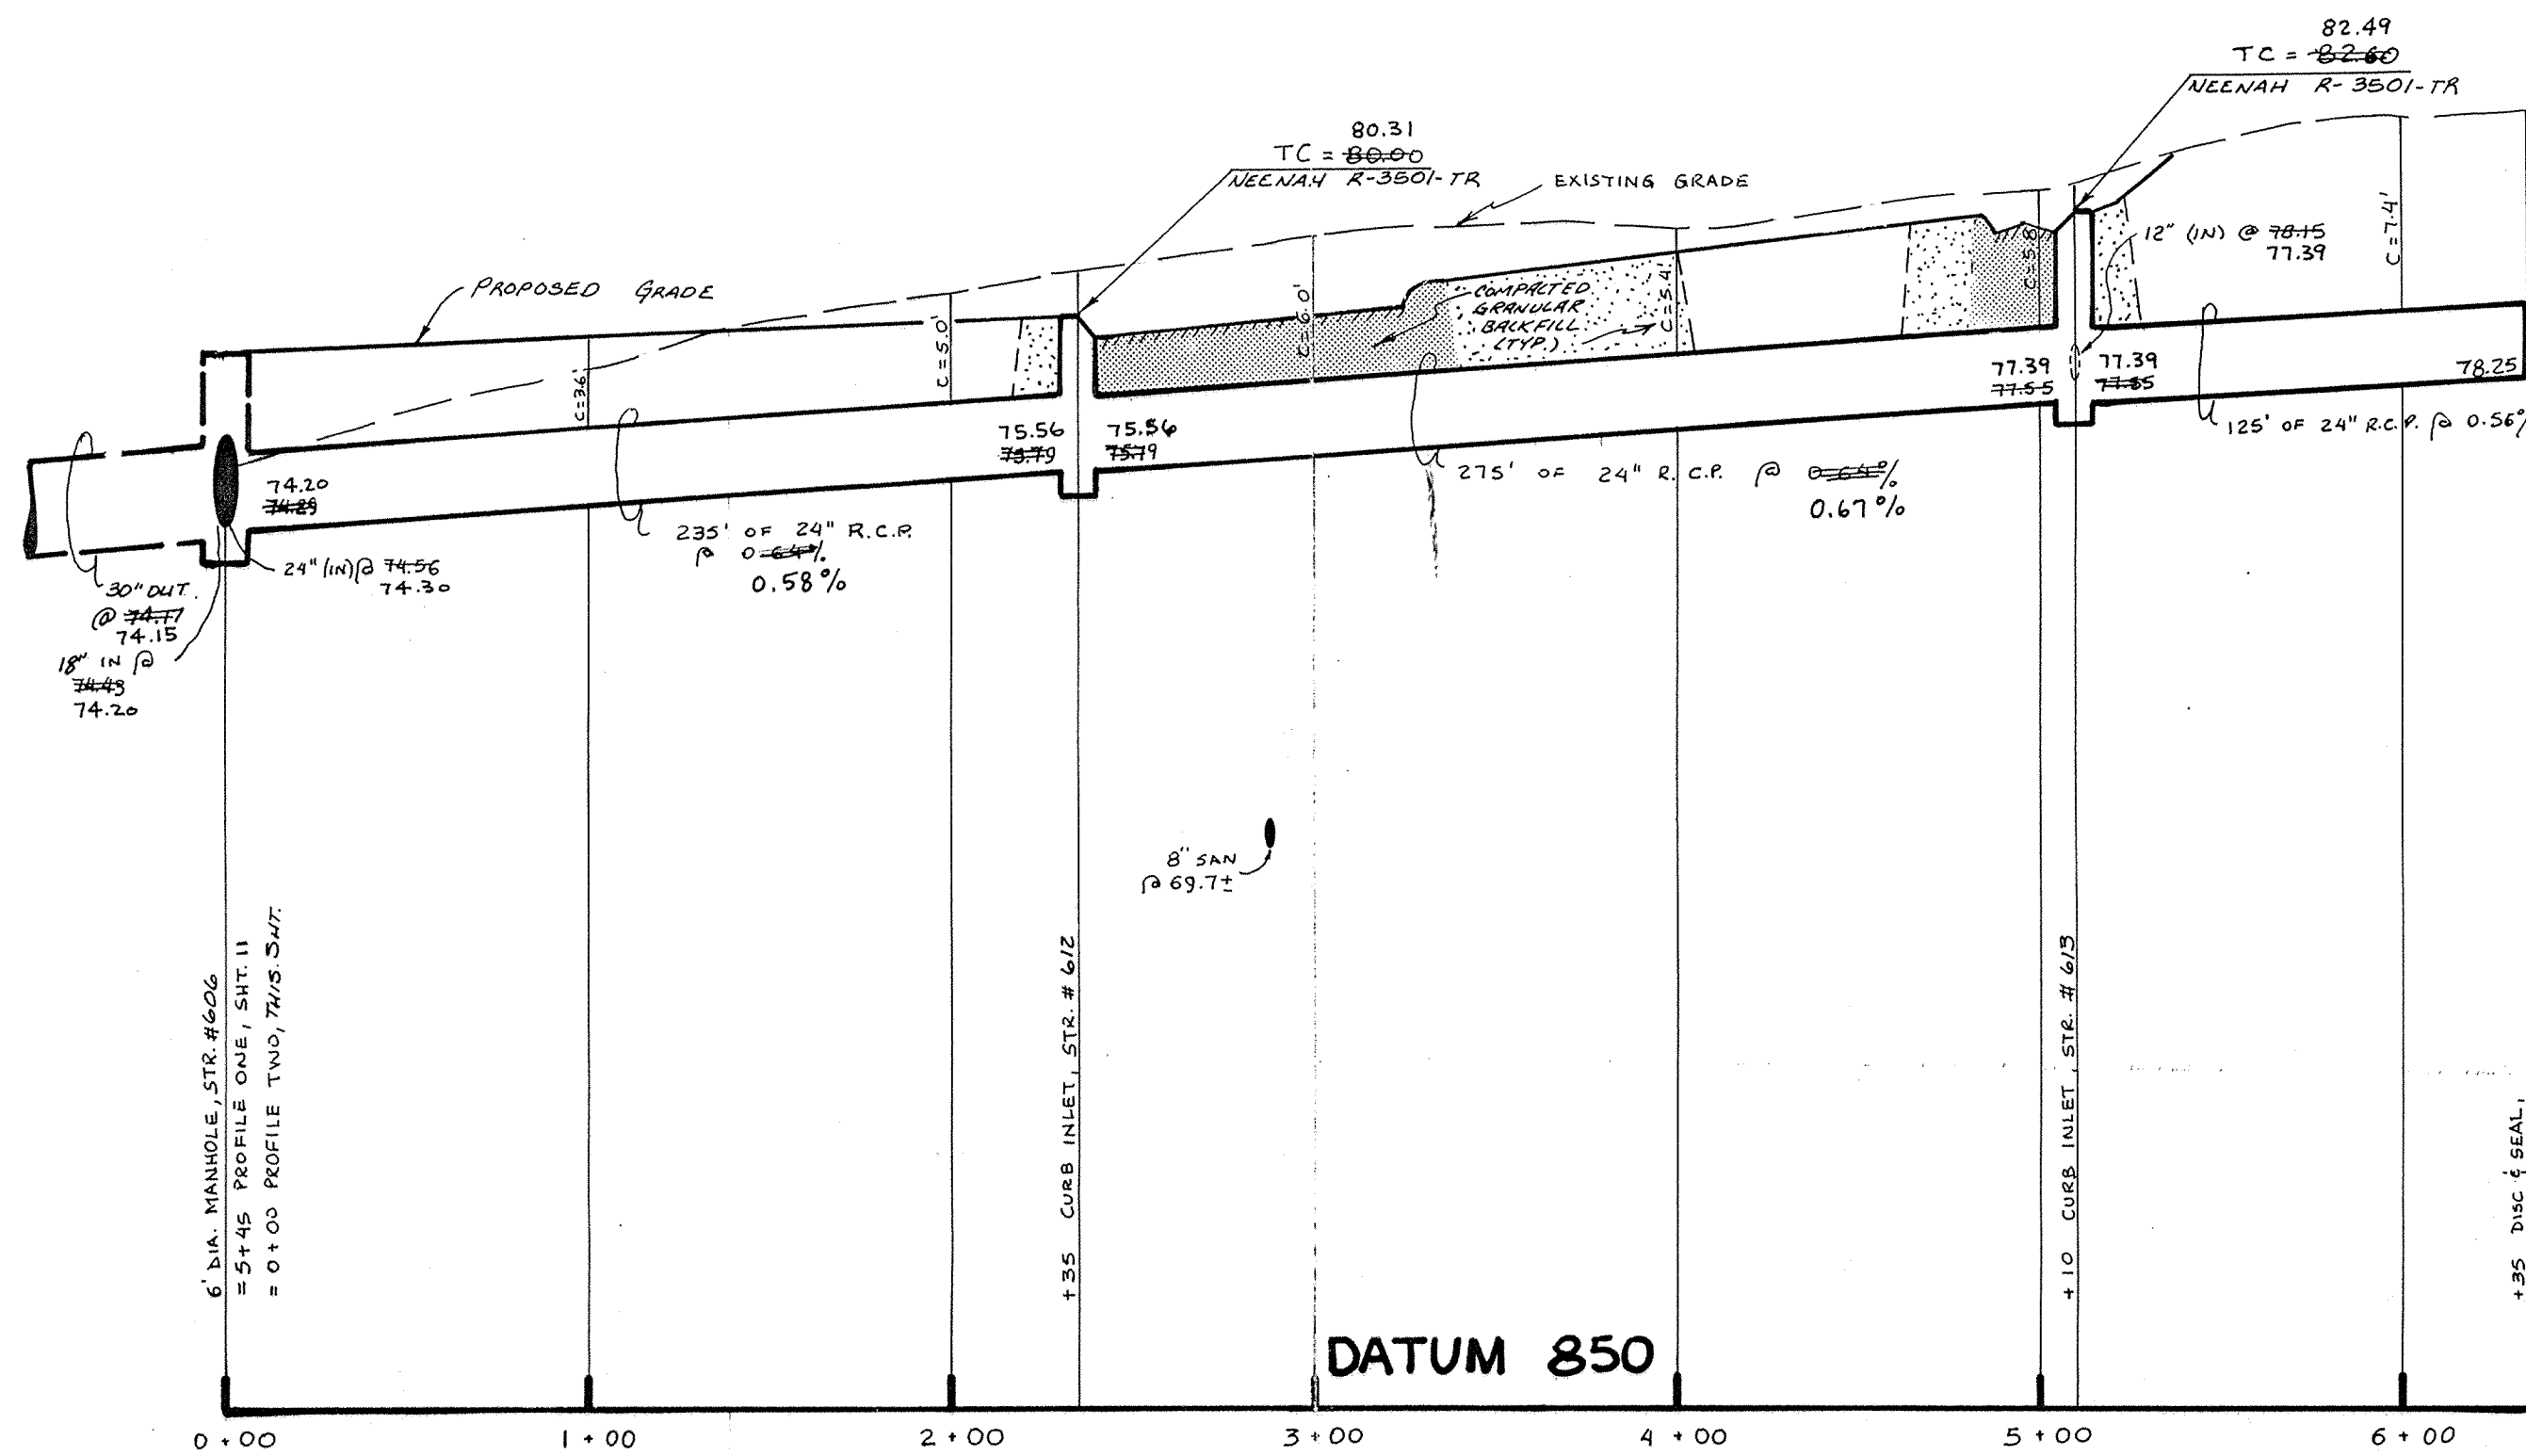 82.49
TC = 82.60
NEENAH R-3501-TR
80.31
TC = 80.00
NEENAH R-3501-TR
EXISTING GRADE
PROPOSED GRADE
12" (IN) @ 78.15
77.39
C=3.6'
C=5.0'
C=6.0'
C=5.4'
C=5.8'
C=7.4'
COMPACTED
GRANULAR
BACKFILL
(TYP.)
77.39
77.55
77.39
77.55
78.25
75.56
75.79
75.56
75.79
125' OF 24" R.C.P. @ 0.56%
275' OF 24" R.C.P. @ 0.64%
0.67%
74.20
74.29
235' OF 24" R.C.P.
@ 0.64%
0.58%
24" (IN) @ 74.56
74.30
30" OUT
@ 74.17
74.15
18" IN @
74.43
74.20
8" SAN
@ 69.7±
6' DIA. MANHOLE, STR. #606
= 5+45 PROFILE ONE, SHT. 11
= 0+00 PROFILE TWO, THIS SHT.
+35 CURB INLET, STR. # 612
+10 CURB INLET, STR. # 613
+35 DISC & SEAL,
DATUM 850
0+00 1+00 2+00 3+00 4+00 5+00 6+00